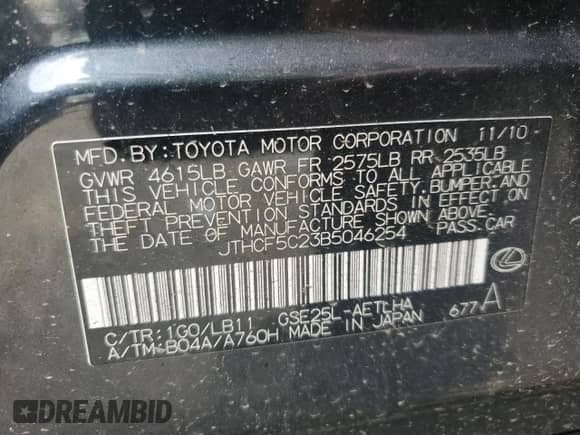 MFD. BY: TOYOTA MOTOR CORPORATION 11/10
GVWR 4615LB GAWR FR 2575LB RR 2535LB
THIS VEHICLE CONFORMS TO ALL APPLICABLE
FEDERAL MOTOR VEHICLE SAFETY, BUMPER, AND
THEFT PREVENTION STANDARDS IN EFFECT ON
THE DATE OF MANUFACTURE SHOWN ABOVE.
JTHCF5C23B5046254 PASS. CAR
C/TR: 1G0/LB11 GSE25L-AETLHA 677 A
A/TM: B04A/A760H MADE IN JAPAN
DREAMBID